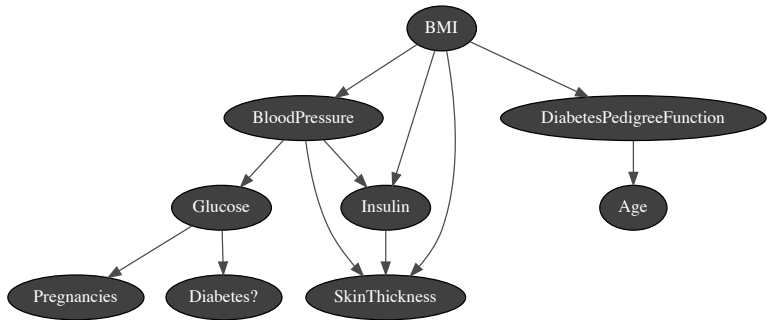 BMI
BloodPressure
DiabetesPedigreeFunction
Glucose
Insulin
Age
Pregnancies
Diabetes?
SkinThickness